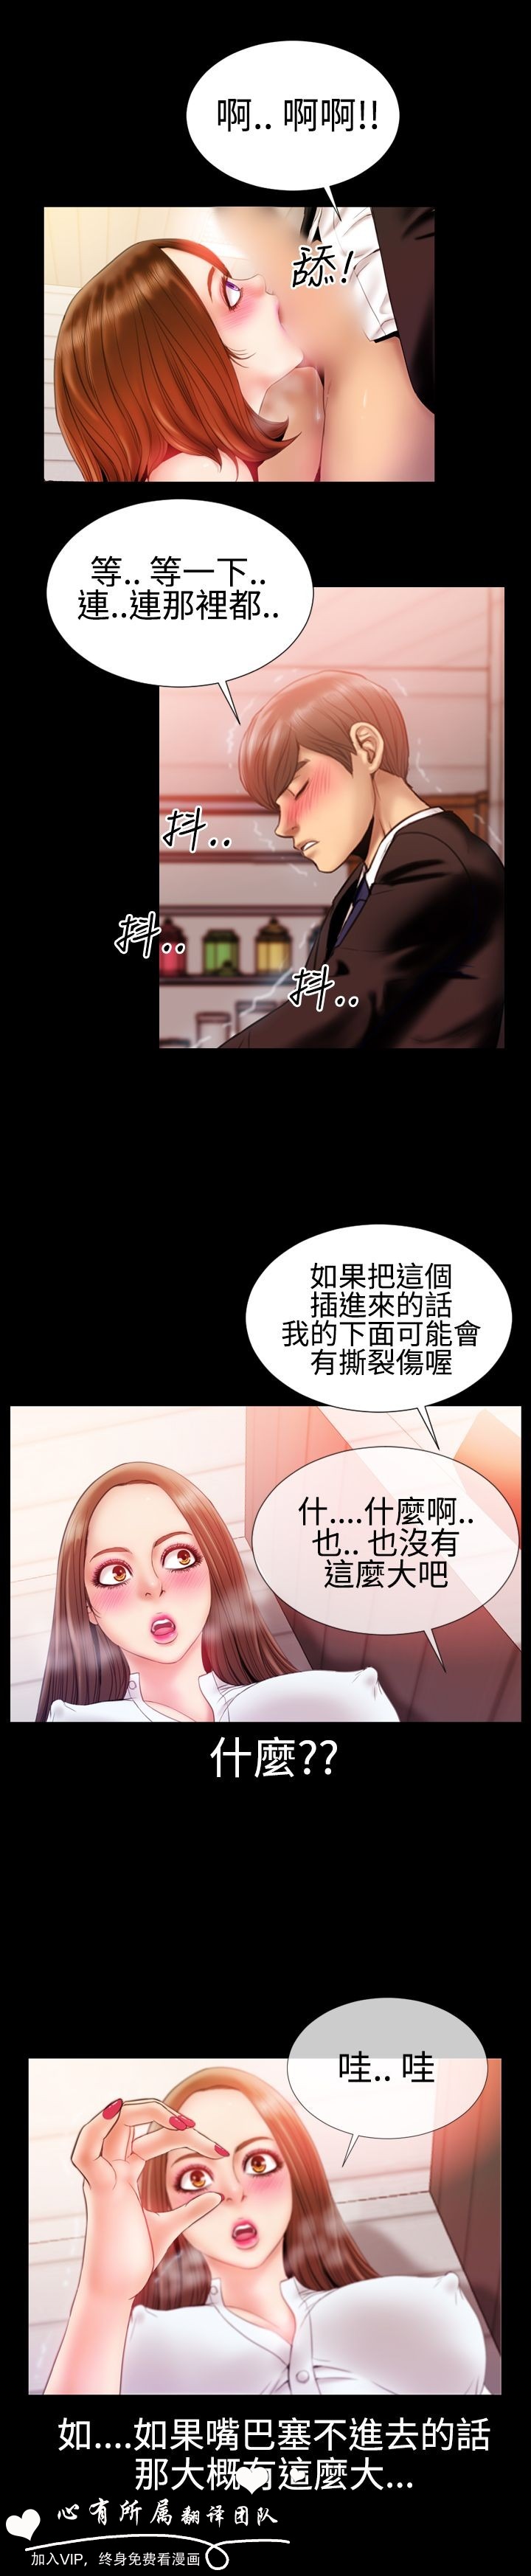 啊.. 啊啊!!
舔!
等.. 等一下..
連..連那裡都..
抖..
抖..
抖..
如果把這個
插進來的話
我的下面可能會
有撕裂傷喔
什....什麼啊..
也.. 也沒有
這麼大吧
什麼??
哇.. 哇
如....如果嘴巴塞不進去的話
那大概有這麼大...
心有所属翻译团队
加入VIP，终身免费看漫画